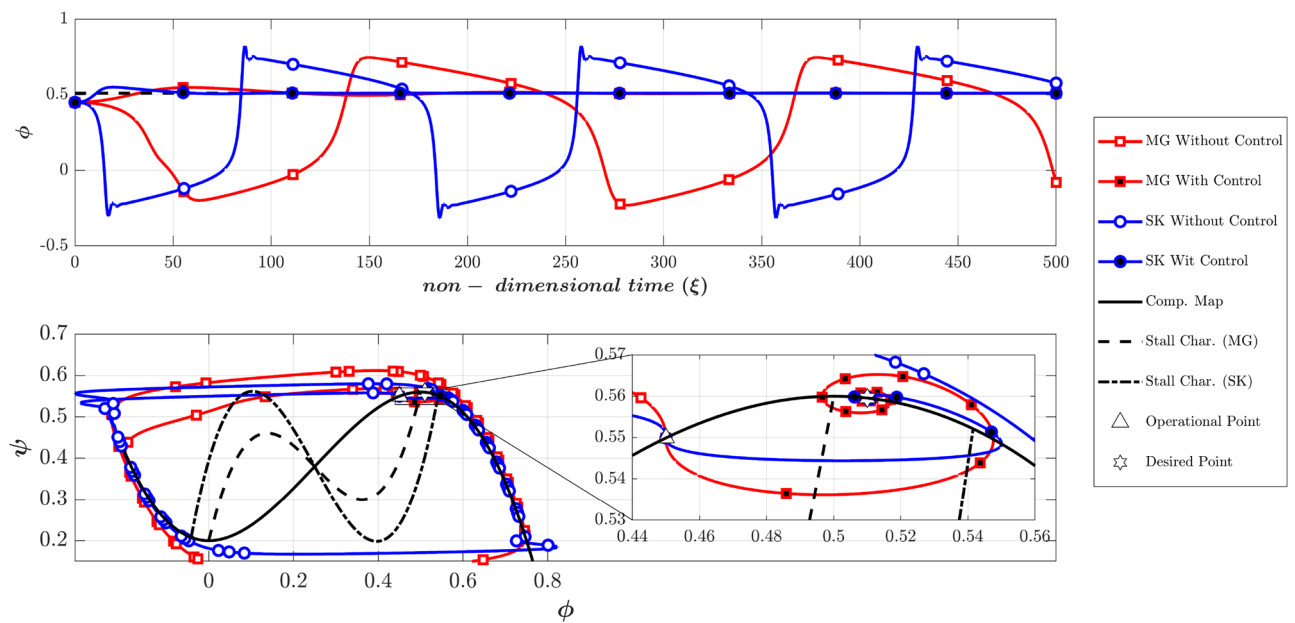 1
0.5
0
-0.5
ϕ
0 50 100 150 200 250 300 350 400 450 500
non − dimensional time (ξ)
0.7
0.6
0.5
0.4
0.3
0.2
ψ
0 0.2 0.4 0.6 0.8
ϕ
0.57
0.56
0.55
0.54
0.53
0.44 0.46 0.48 0.5 0.52 0.54 0.56
MG Without Control
MG With Control
SK Without Control
SK Wit Control
Comp. Map
Stall Char. (MG)
Stall Char. (SK)
Operational Point
Desired Point